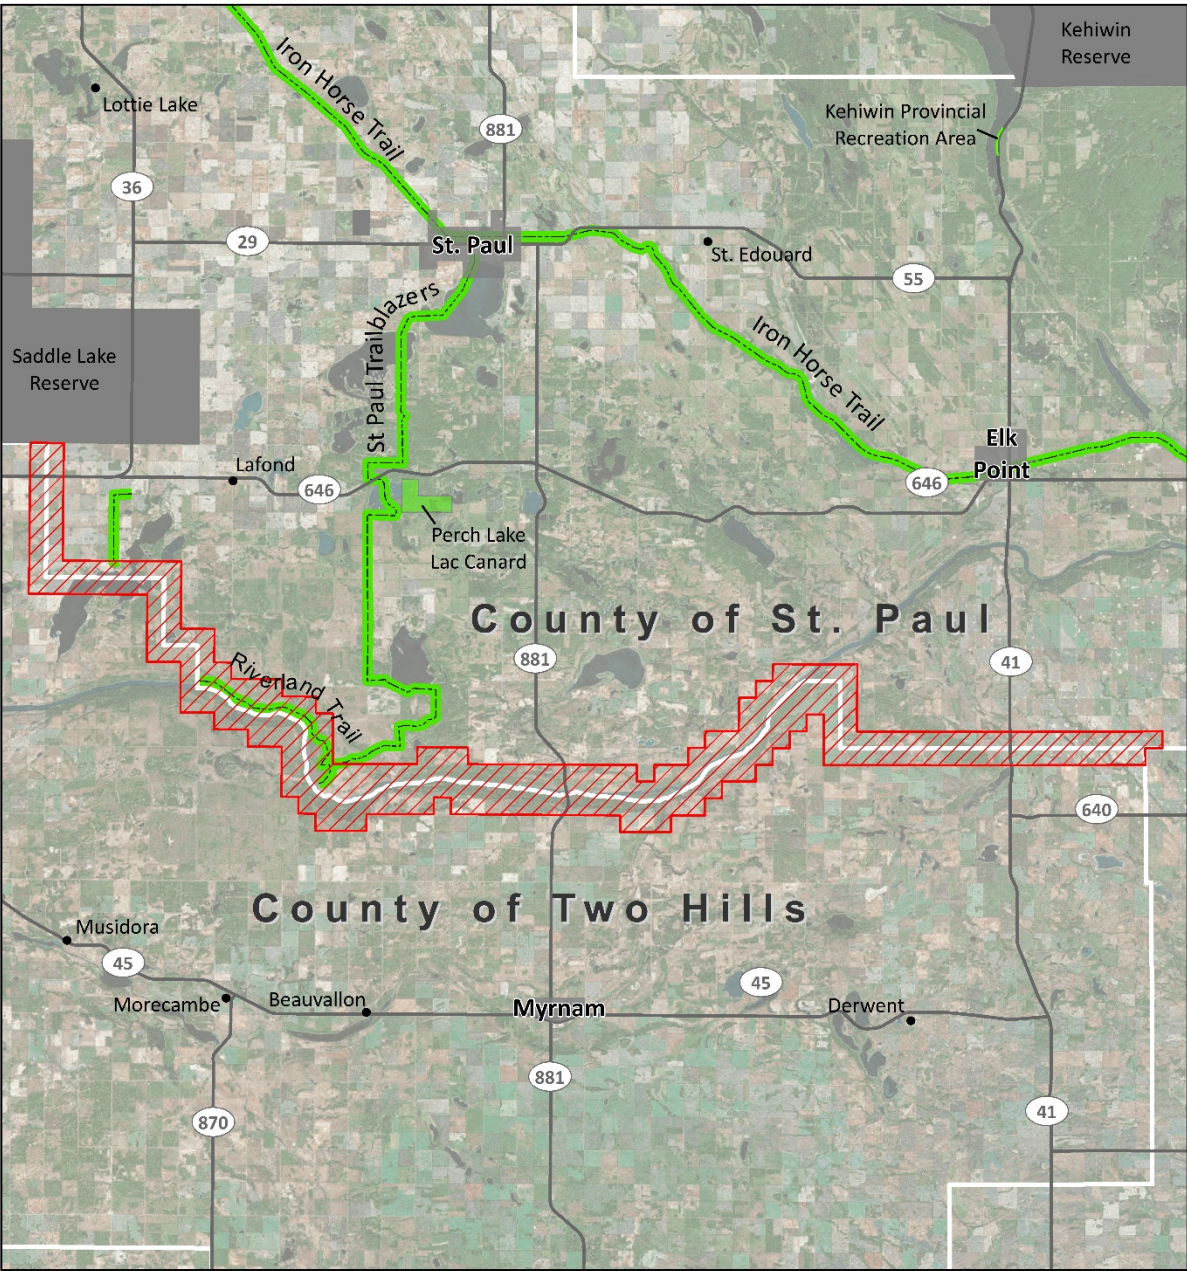 Kehiwin
Reserve
Iron Horse Trail
Lottie Lake
Kehiwin Provincial
Recreation Area
881
36
29
St. Paul
St. Edouard
55
St Paul Trailblazers
Iron Horse Trail
Saddle Lake
Reserve
Elk
Point
Lafond
646
646
Perch Lake
Lac Canard
County of St. Paul
881
41
Riverland Trail
640
County of Two Hills
Musidora
45
45
Morecambe
Beauvallon
Myrnam
Derwent
881
870
41